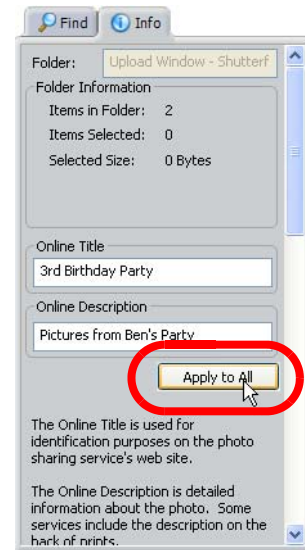 Find Info
Folder: Upload Window - Shutterf
Folder Information
Items in Folder: 2
Items Selected: 0
Selected Size: 0 Bytes
Online Title
3rd Birthday Party
Online Description
Pictures from Ben's Party
Apply to All
The Online Title is used for
identification purposes on the photo
sharing service's web site.
The Online Description is detailed
information about the photo. Some
services include the description on the
back of prints.